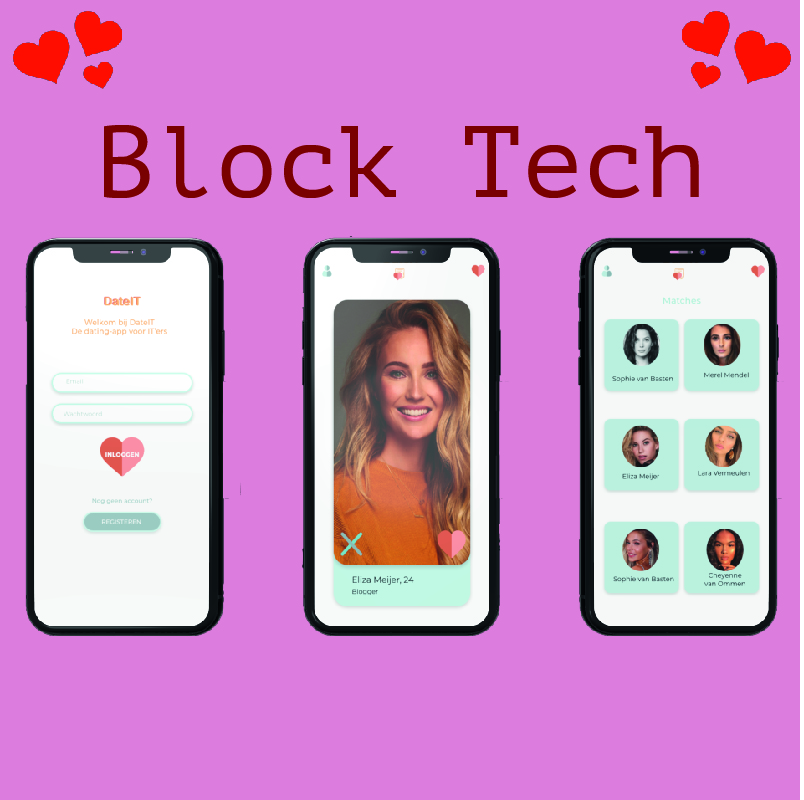 Block Tech
DateIT
Welkom bij DateIT
De dating-app voor IT'ers
Email
Wachtwoord
INLOGGEN
Nog geen account?
REGISTEREN
Eliza Meijer, 24
Blogger
Matches
Sophie van Basten
Merel Mendel
Eliza Meijer
Lara Vermeulen
Sophie van Basten
Cheyenne
van Ommen